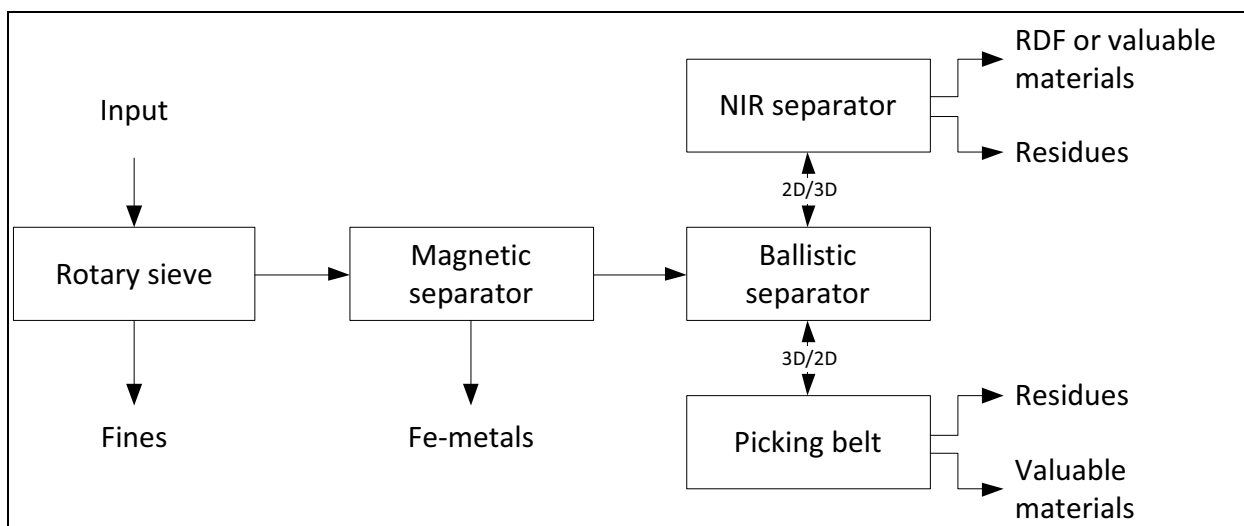 Input
Rotary sieve
Fines
Magnetic
separator
Fe-metals
NIR separator
2D/3D
Ballistic
separator
3D/2D
Picking belt
RDF or valuable
materials
Residues
Residues
Valuable
materials